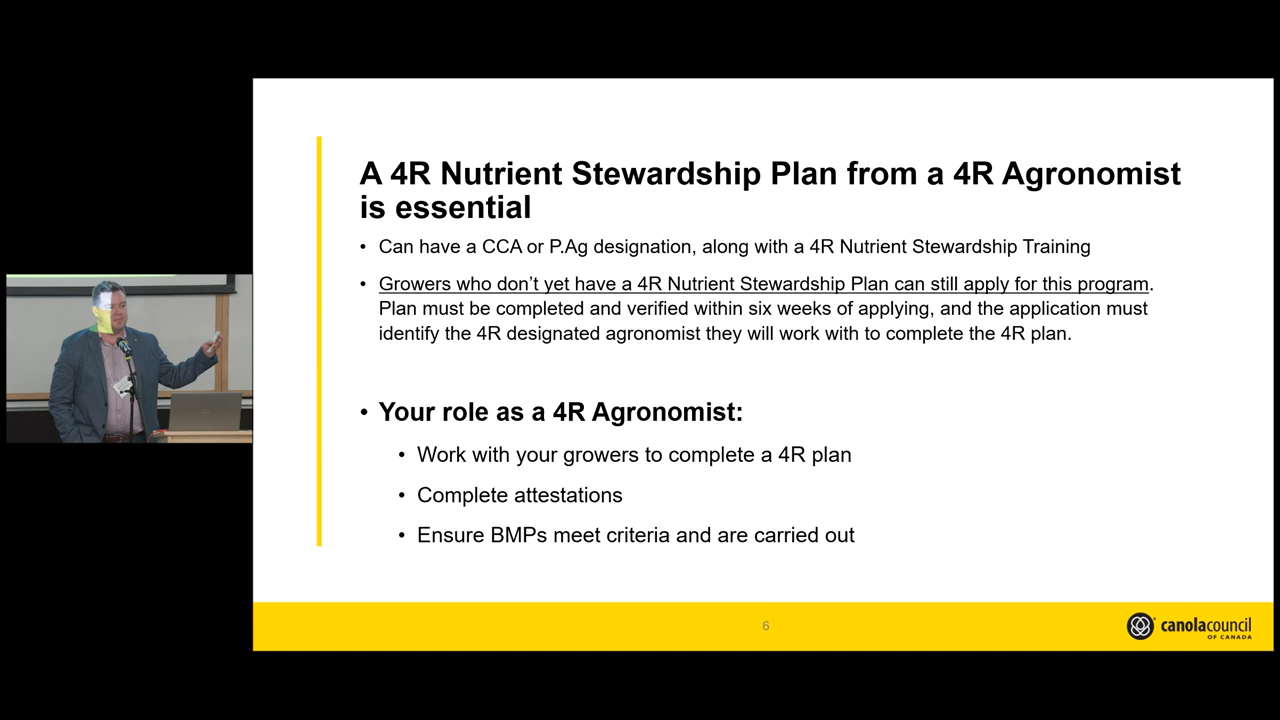 A 4R Nutrient Stewardship Plan from a 4R Agronomist
is essential
• Can have a CCA or P.Ag designation, along with a 4R Nutrient Stewardship Training
• Growers who don’t yet have a 4R Nutrient Stewardship Plan can still apply for this program.
Plan must be completed and verified within six weeks of applying, and the application must
identify the 4R designated agronomist they will work with to complete the 4R plan.
• Your role as a 4R Agronomist:
• Work with your growers to complete a 4R plan
• Complete attestations
• Ensure BMPs meet criteria and are carried out
6
canolacouncil
OF CANADA